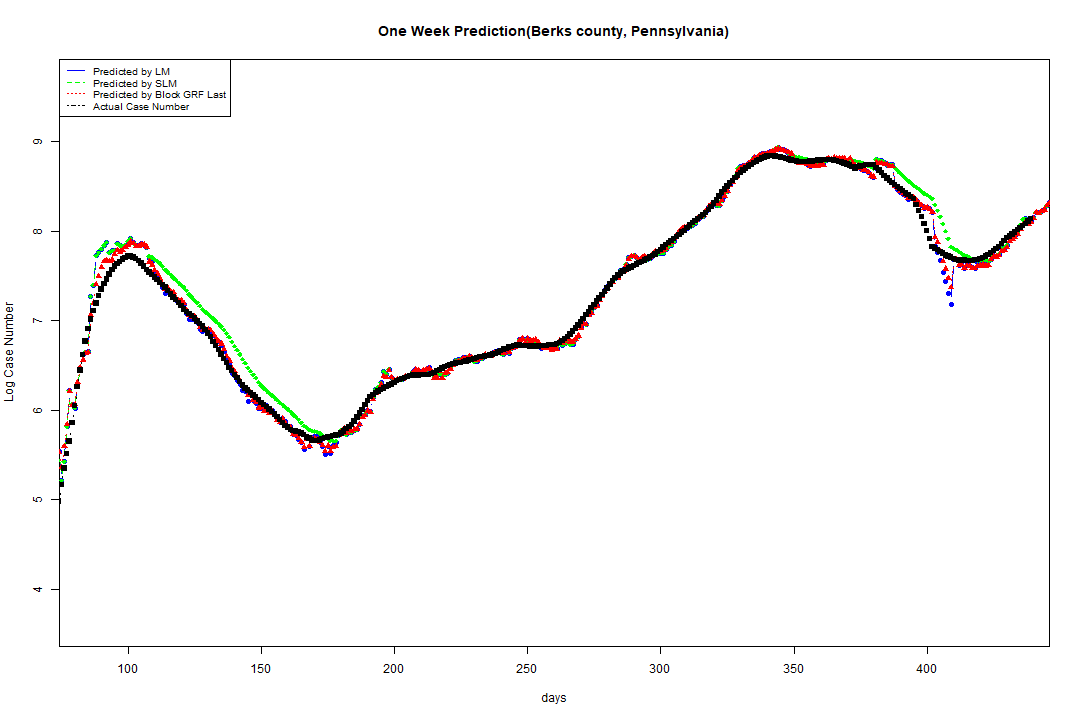 One Week Prediction(Berks county, Pennsylvania)
Predicted by LM
Predicted by SLM
Predicted by Block GRF Last
Actual Case Number
9
8
7
6
5
4
Log Case Number
100 150 200 250 300 350 400
days